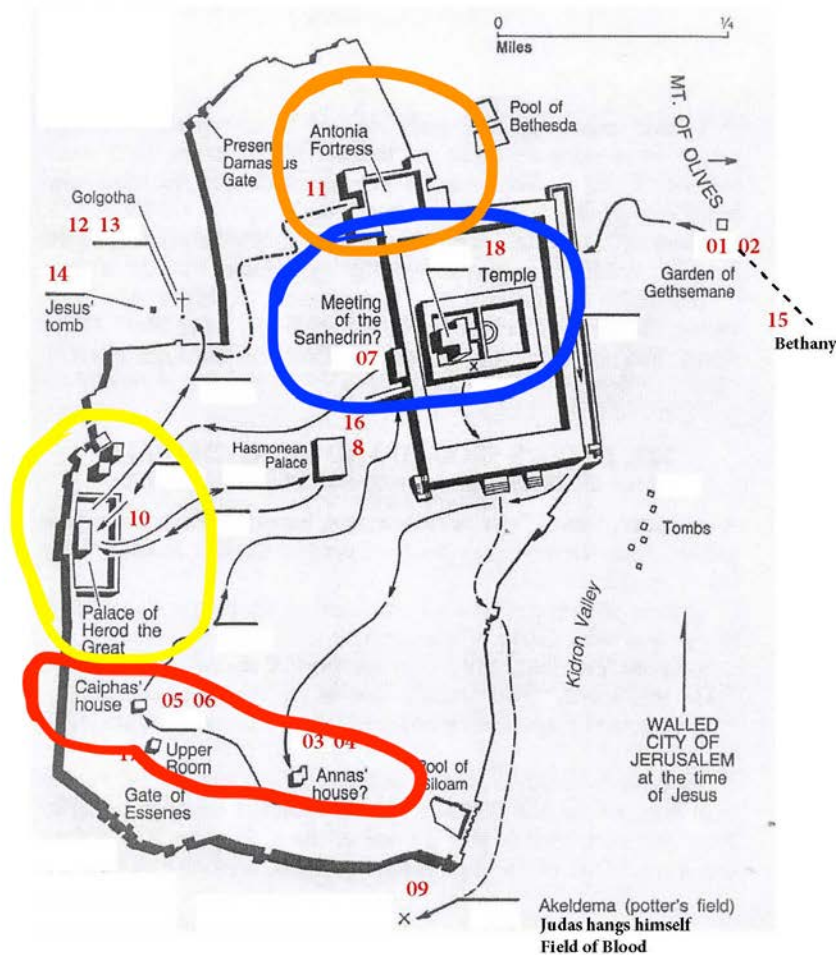 0 1/4
Miles
MT. OF OLIVES
Pool of
Bethesda
Antonia
Fortress
Presen
Damascus
Gate
11
Golgotha
12 13
18
Temple
01 02
14
Garden of
Gethsemane
Jesus'
tomb
Meeting
of the
Sanhedrin?
15
Bethany
07
16
8
Hasmonean
Palace
10
Tombs
Palace of
Herod the
Great
Kidron Valley
Caiphas'
house
05 06
03 04
WALLED
CITY OF
JERUSALEM
at the time
of Jesus
Upper
Room
Annas'
house?
Pool of
Siloam
Gate of
Essenes
09
Akeldema (potter's field)
Judas hangs himself
Field of Blood